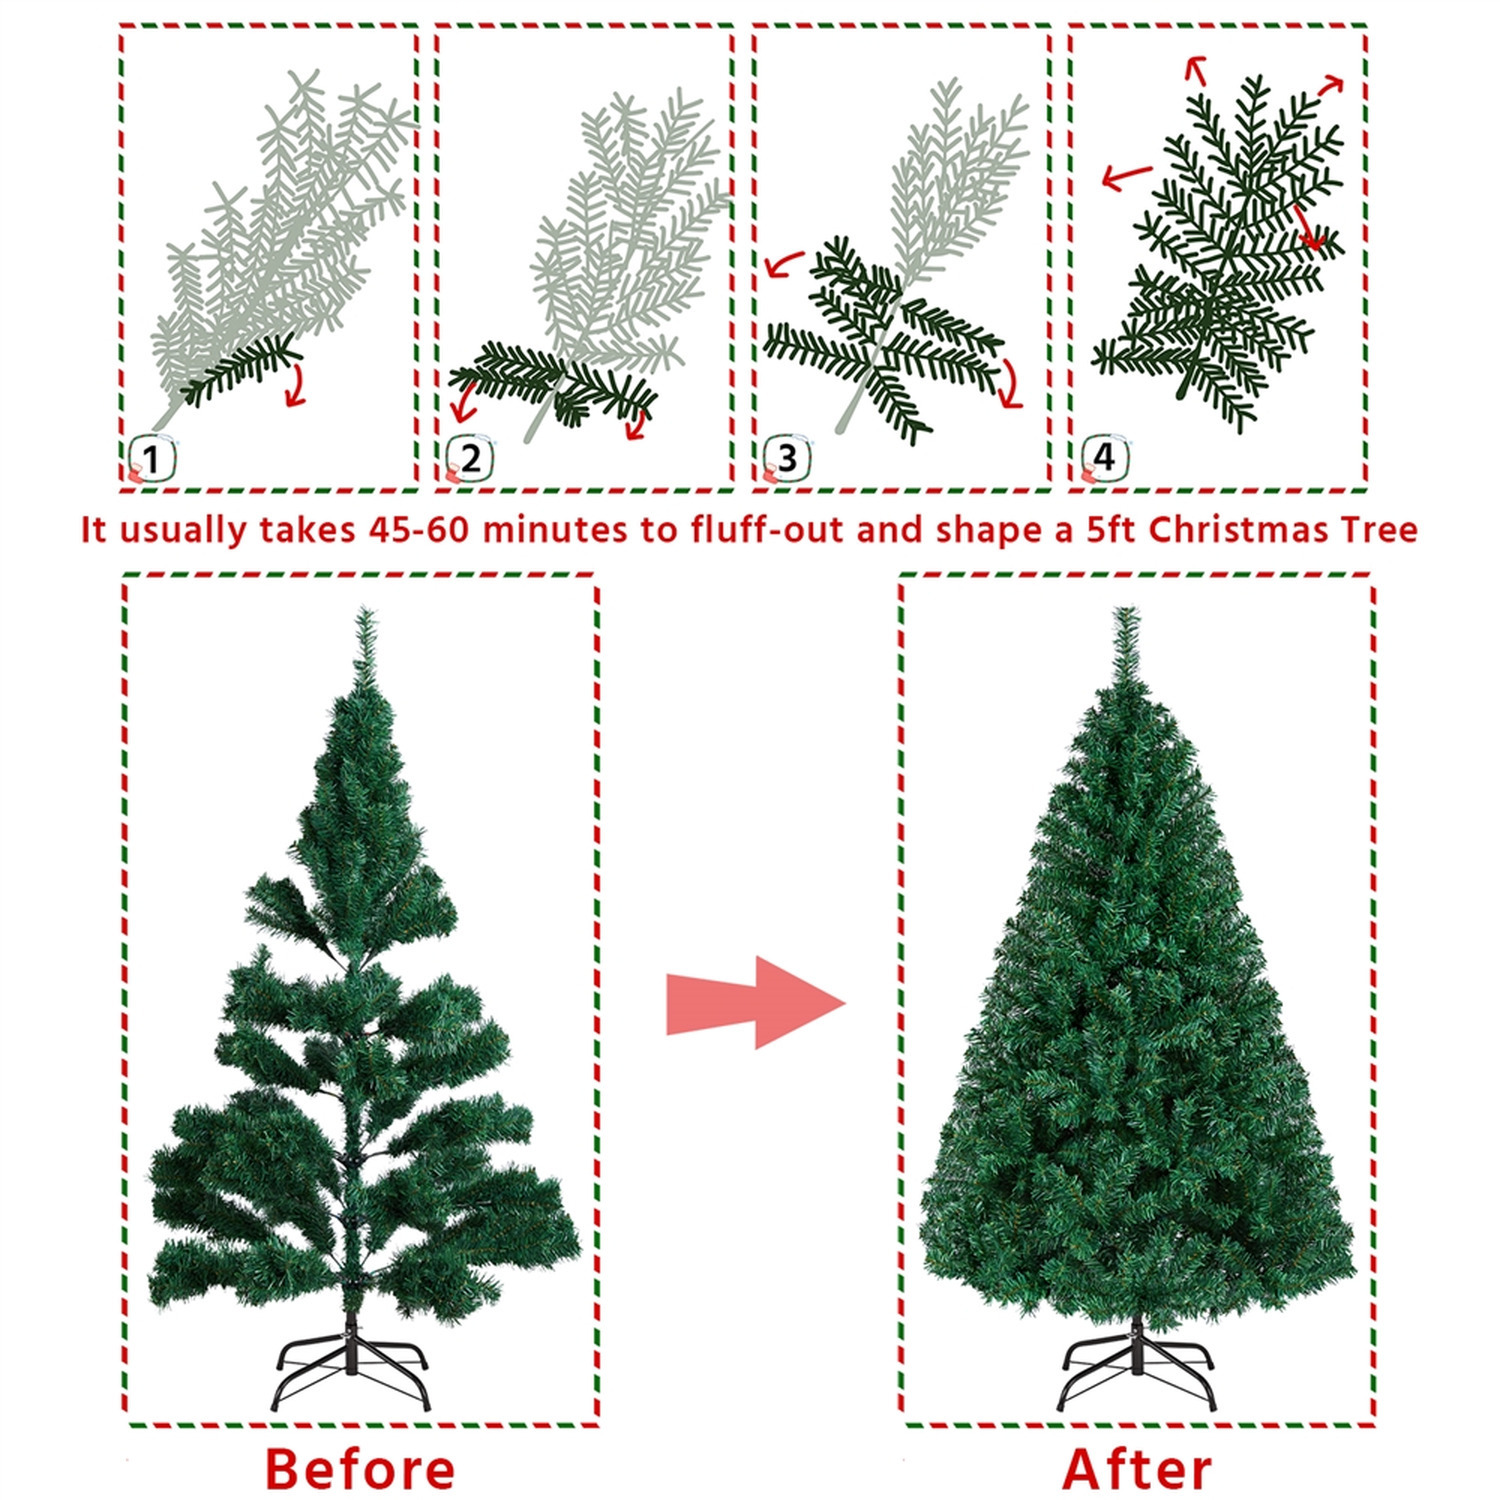 1
2
3
4
It usually takes 45-60 minutes to fluff-out and shape a 5ft Christmas Tree
Before
After